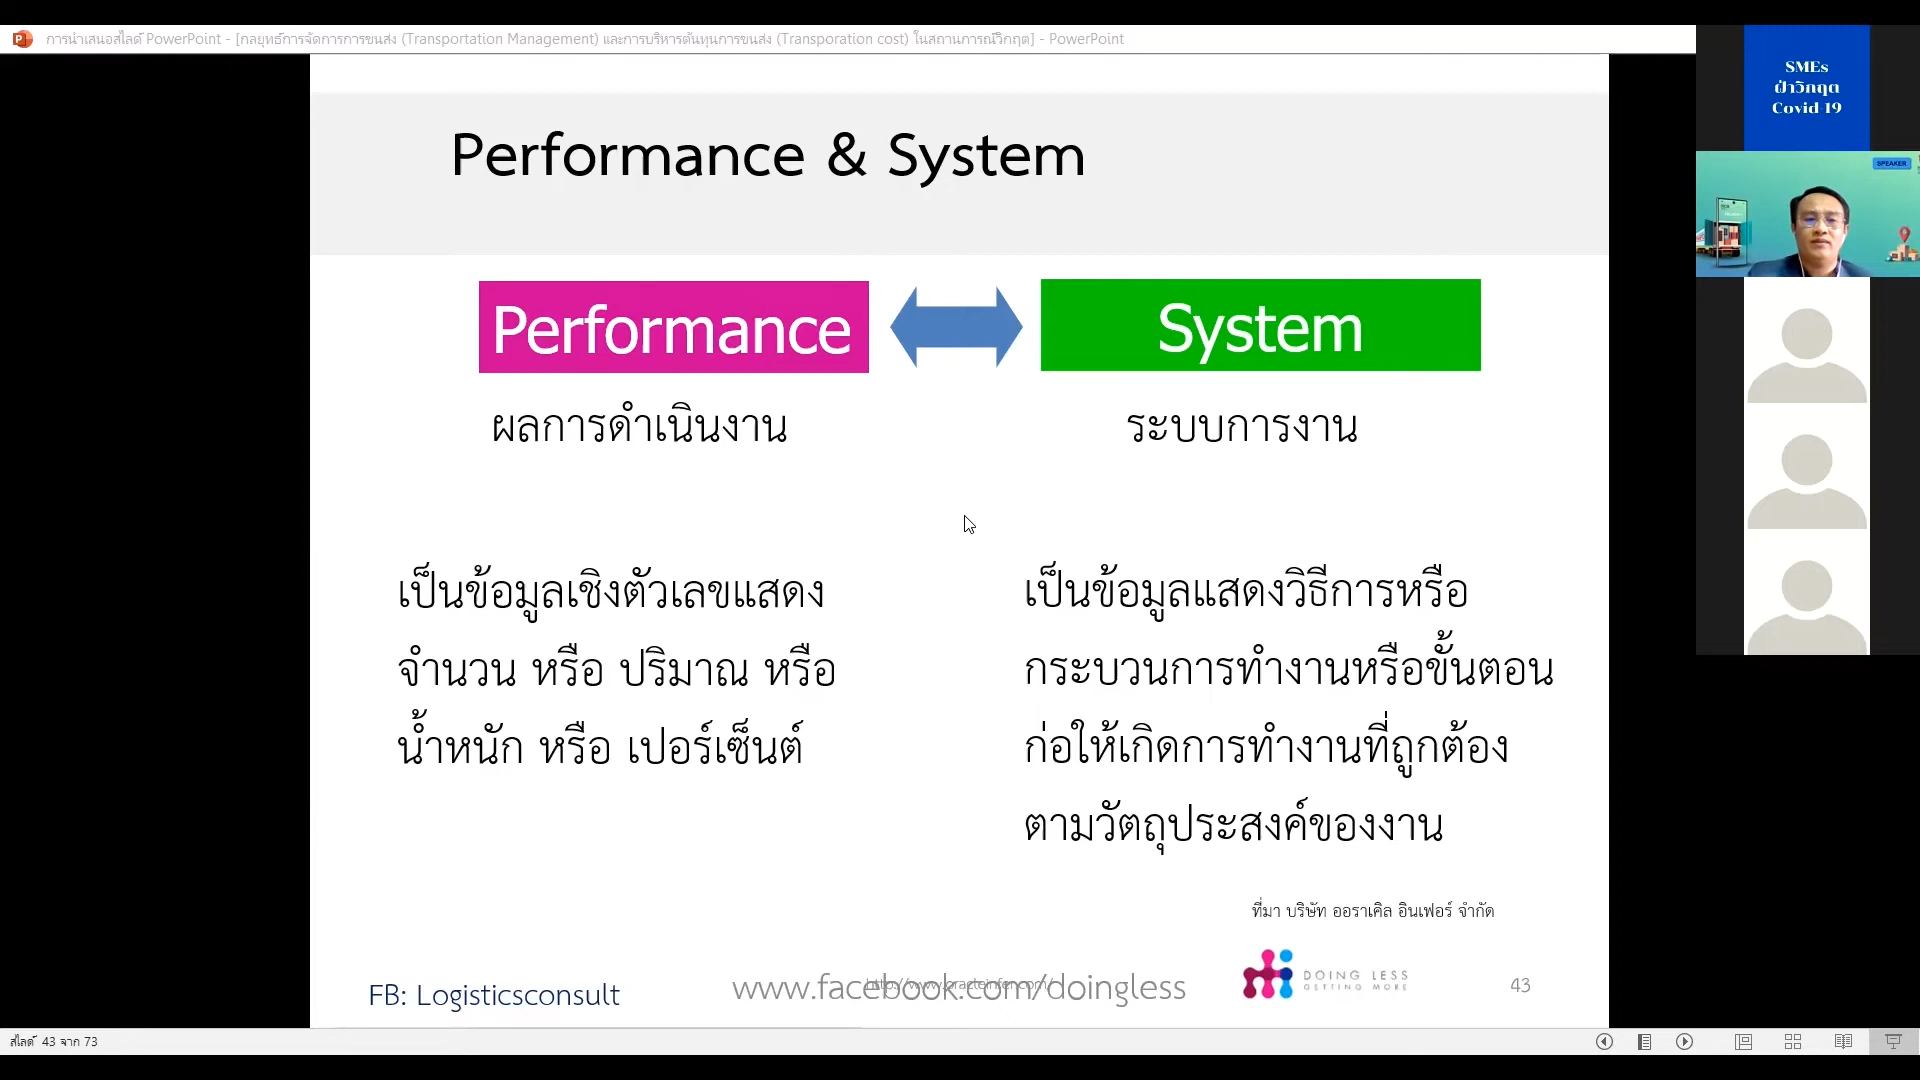 การนำเสนอสไลด์ PowerPoint - [กลยุทธ์การจัดการการขนส่ง (Transportation Management) และการบริหารต้นทุนการขนส่ง (Transporation cost) ในสถานการณ์วิกฤต] - PowerPoint
SMEs
ฝ่าวิกฤต
Covid-19
SPEAKER
Performance & System
Performance
System
ผลการดำเนินงาน
ระบบการงาน
เป็นข้อมูลเชิงตัวเลขแสดง
จำนวน หรือ ปริมาณ หรือ
น้ำหนัก หรือ เปอร์เซ็นต์
เป็นข้อมูลแสดงวิธีการหรือ
กระบวนการทำงานหรือขั้นตอน
ก่อให้เกิดการทำงานที่ถูกต้อง
ตามวัตถุประสงค์ของงาน
ที่มา บริษัท ออราเคิล อินเฟอร์ จำกัด
FB: Logisticsconsult
www.facebook.com/doingless
DOING LESS
GETTING MORE
43
สไลด์ 43 จาก 73